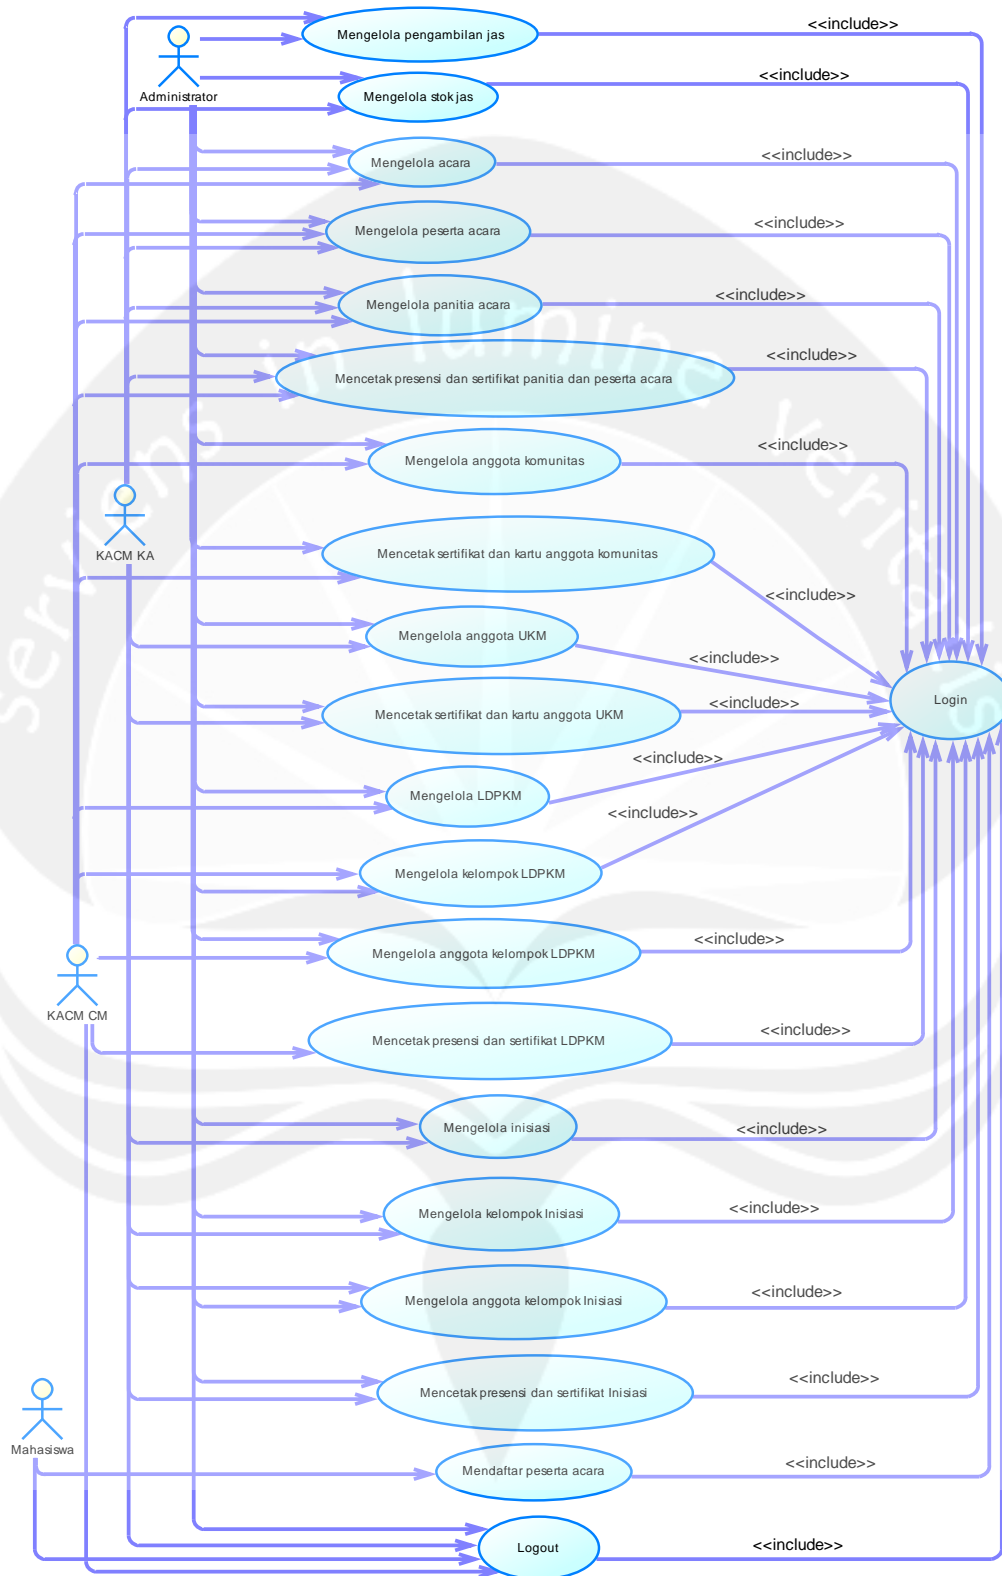 Mengelola pengambilan jas
<<include>>
Administrator
Mengelola stok jas
<<include>>
Mengelola acara
<<include>>
Mengelola peserta acara
<<include>>
Mengelola panitia acara
<<include>>
Mencetak presensi dan sertifikat panitia dan peserta acara
<<include>>
Mengelola anggota komunitas
<<include>>
KACM KA
Mencetak sertifikat dan kartu anggota komunitas
<<include>>
Mengelola anggota UKM
<<include>>
Login
Mencetak sertifikat dan kartu anggota UKM
<<include>>
Mengelola LDPKM
<<include>>
Mengelola kelompok LDPKM
<<include>>
Mengelola anggota kelompok LDPKM
<<include>>
KACM CM
Mencetak presensi dan sertifikat LDPKM
<<include>>
Mengelola inisiasi
<<include>>
Mengelola kelompok Inisiasi
<<include>>
Mengelola anggota kelompok Inisiasi
<<include>>
Mencetak presensi dan sertifikat Inisiasi
<<include>>
Mahasiswa
Mendaftar peserta acara
<<include>>
Logout
<<include>>
serviens in lumine veritatis